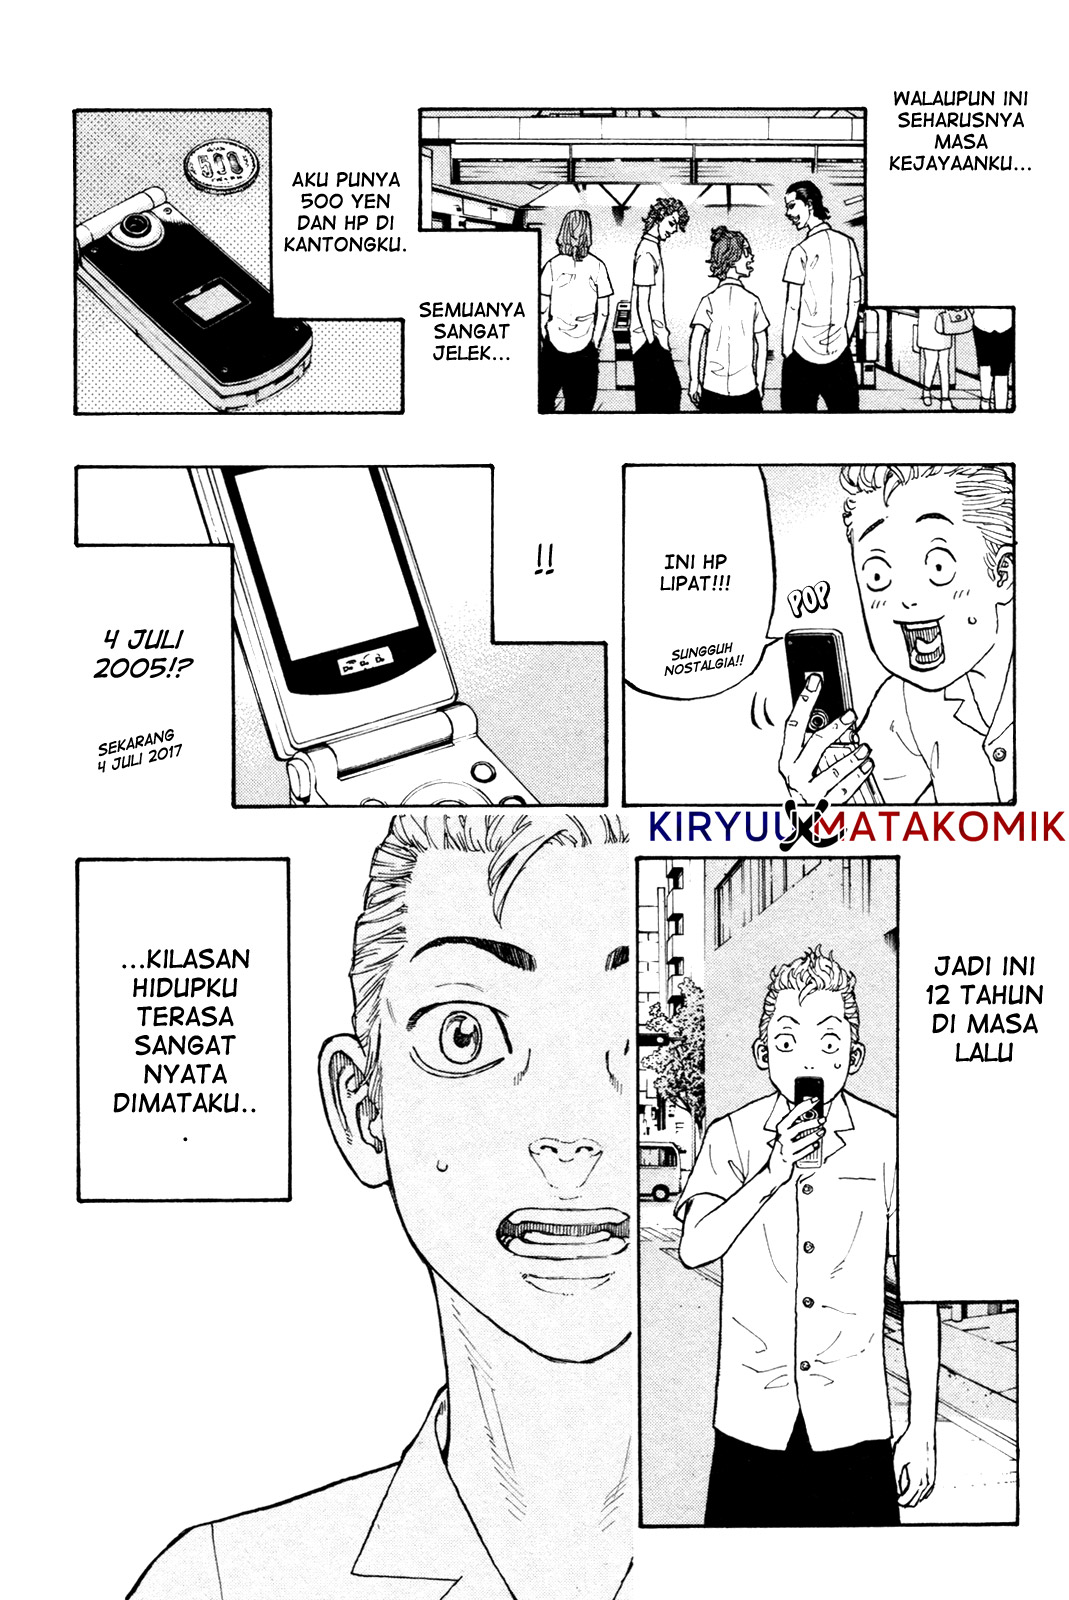 WALAUPUN INI
SEHARUSNYA
MASA
KEJAYAANKU...
SEMUANYA
SANGAT
JELEK...
AKU PUNYA
500 YEN
DAN HP DI
KANTONGKU.
500
INI HP
LIPAT!!!
SUNGGUH
NOSTALGIA!!
POP
!!
4 JULI
2005!?
SEKARANG
4 JULI 2017
KIRYUU X MATAKOMIK
JADI INI
12 TAHUN
DI MASA
LALU
...KILASAN
HIDUPKU
TERASA
SANGAT
NYATA
DIMATAKU..
.